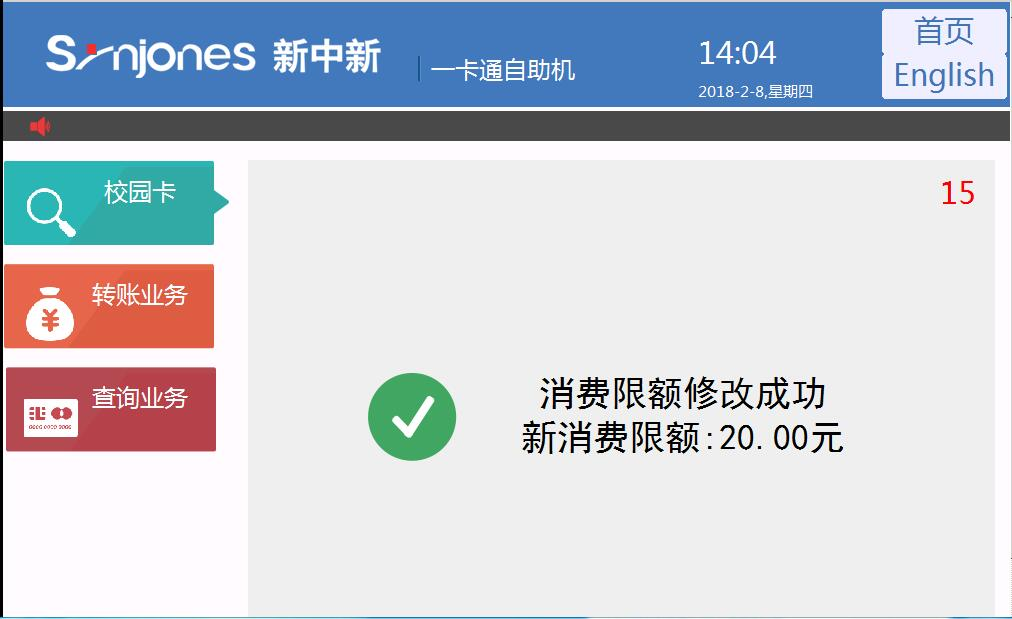 Synjones 新中新
一卡通自助机
14:04
2018-2-8,星期四
首页
English
校园卡
转账业务
查询业务
15
消费限额修改成功
新消费限额:20.00元